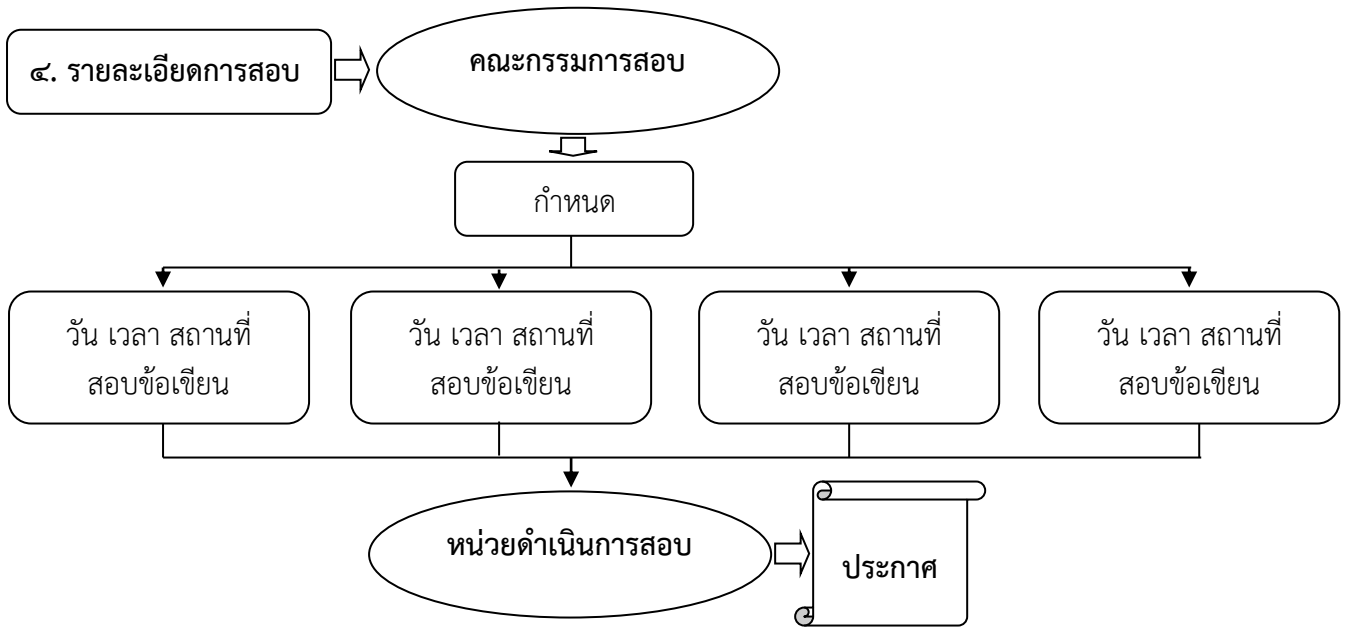 ๔. รายละเอียดการสอบ
คณะกรรมการสอบ
กำหนด
วัน เวลา สถานที่
สอบข้อเขียน
วัน เวลา สถานที่
สอบข้อเขียน
วัน เวลา สถานที่
สอบข้อเขียน
วัน เวลา สถานที่
สอบข้อเขียน
หน่วยดำเนินการสอบ
ประกาศ